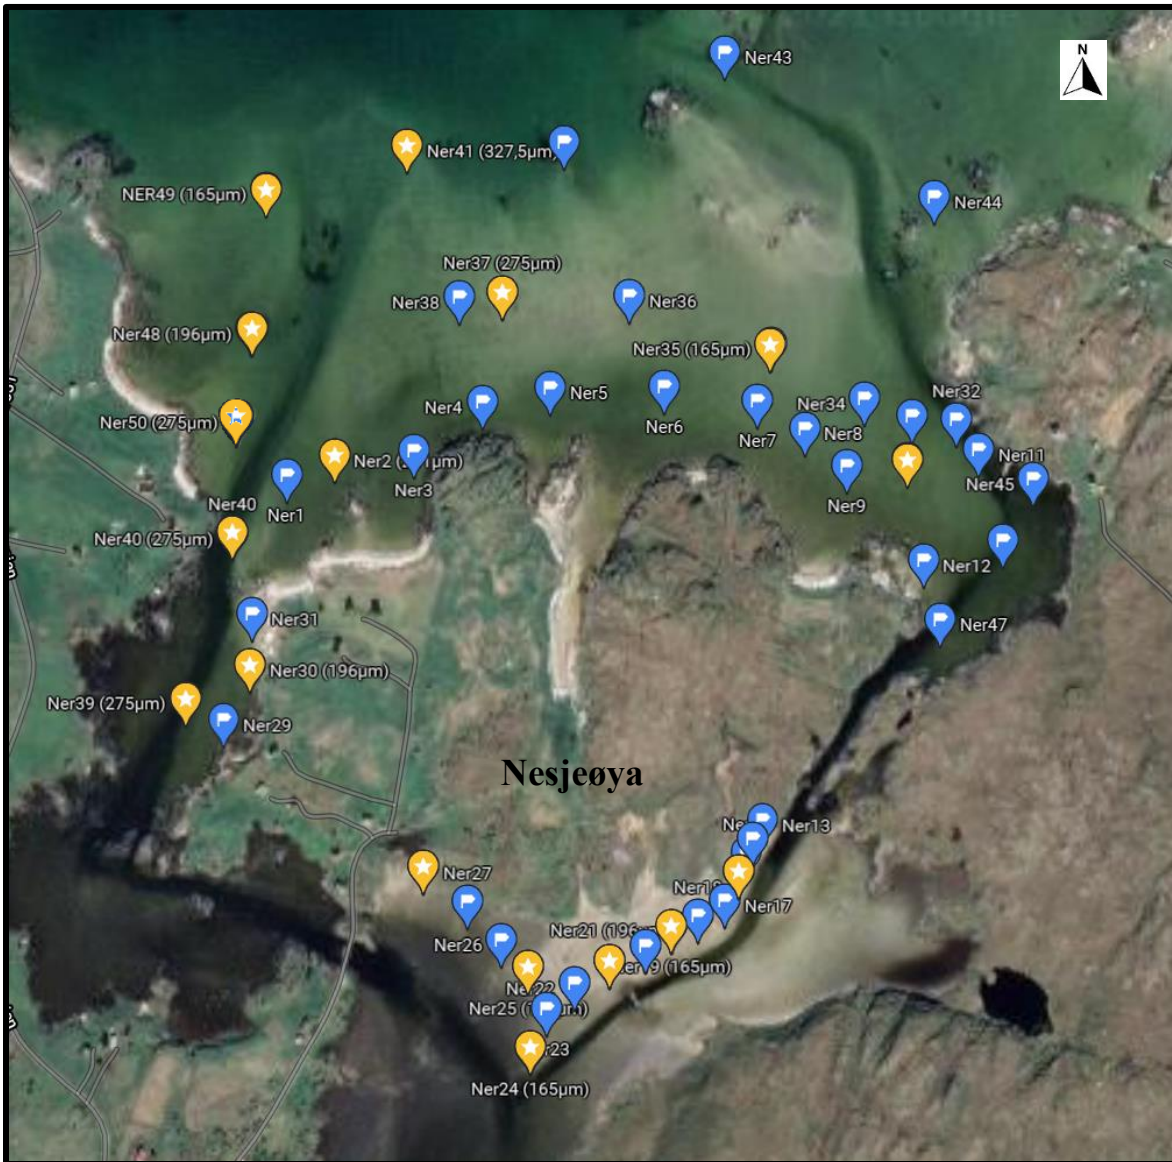 Ner43
N
Ner41 (327,5µm)
NER49 (165µm)
Ner44
Ner37 (275µm)
Ner38
Ner36
Ner48 (196µm)
Ner35 (165µm)
Ner5
Ner32
Ner4
Ner34
Ner50 (275µm)
Ner6
Ner7
Ner8
Ner11
Ner2
Ner3
Ner45
Ner9
Ner40
Ner1
Ner40 (275µm)
Ner12
Ner31
Ner47
Ner30 (196µm)
Ner39 (275µm)
Ner29
Nesjeøya
Ner13
Ner27
Ner17
Ner21
Ner26
(165µm)
Ner22
Ner25
Ner24 (165µm)